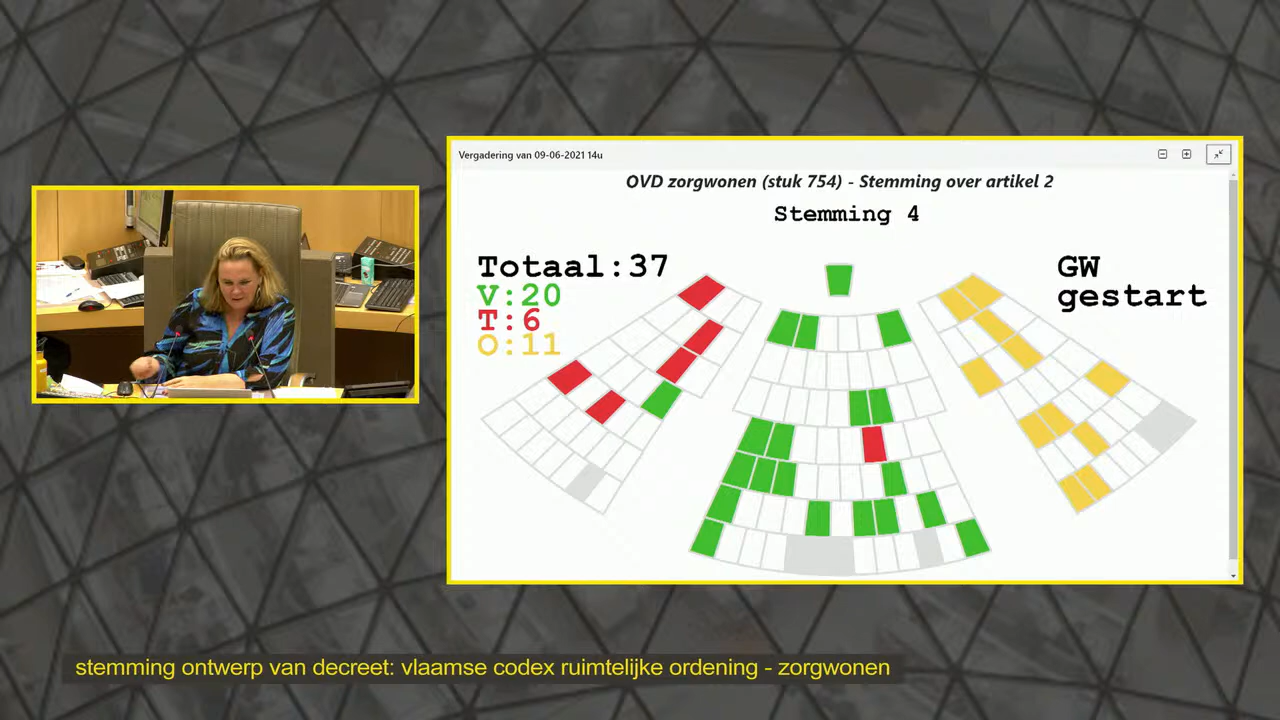 Vergadering van 09-06-2021 14u
OVD zorgwonen (stuk 754) - Stemming over artikel 2
Stemming 4
Totaal:37
V:20
T:6
O:11
GW
gestart
stemming ontwerp van decreet: vlaamse codex ruimtelijke ordening - zorgwonen